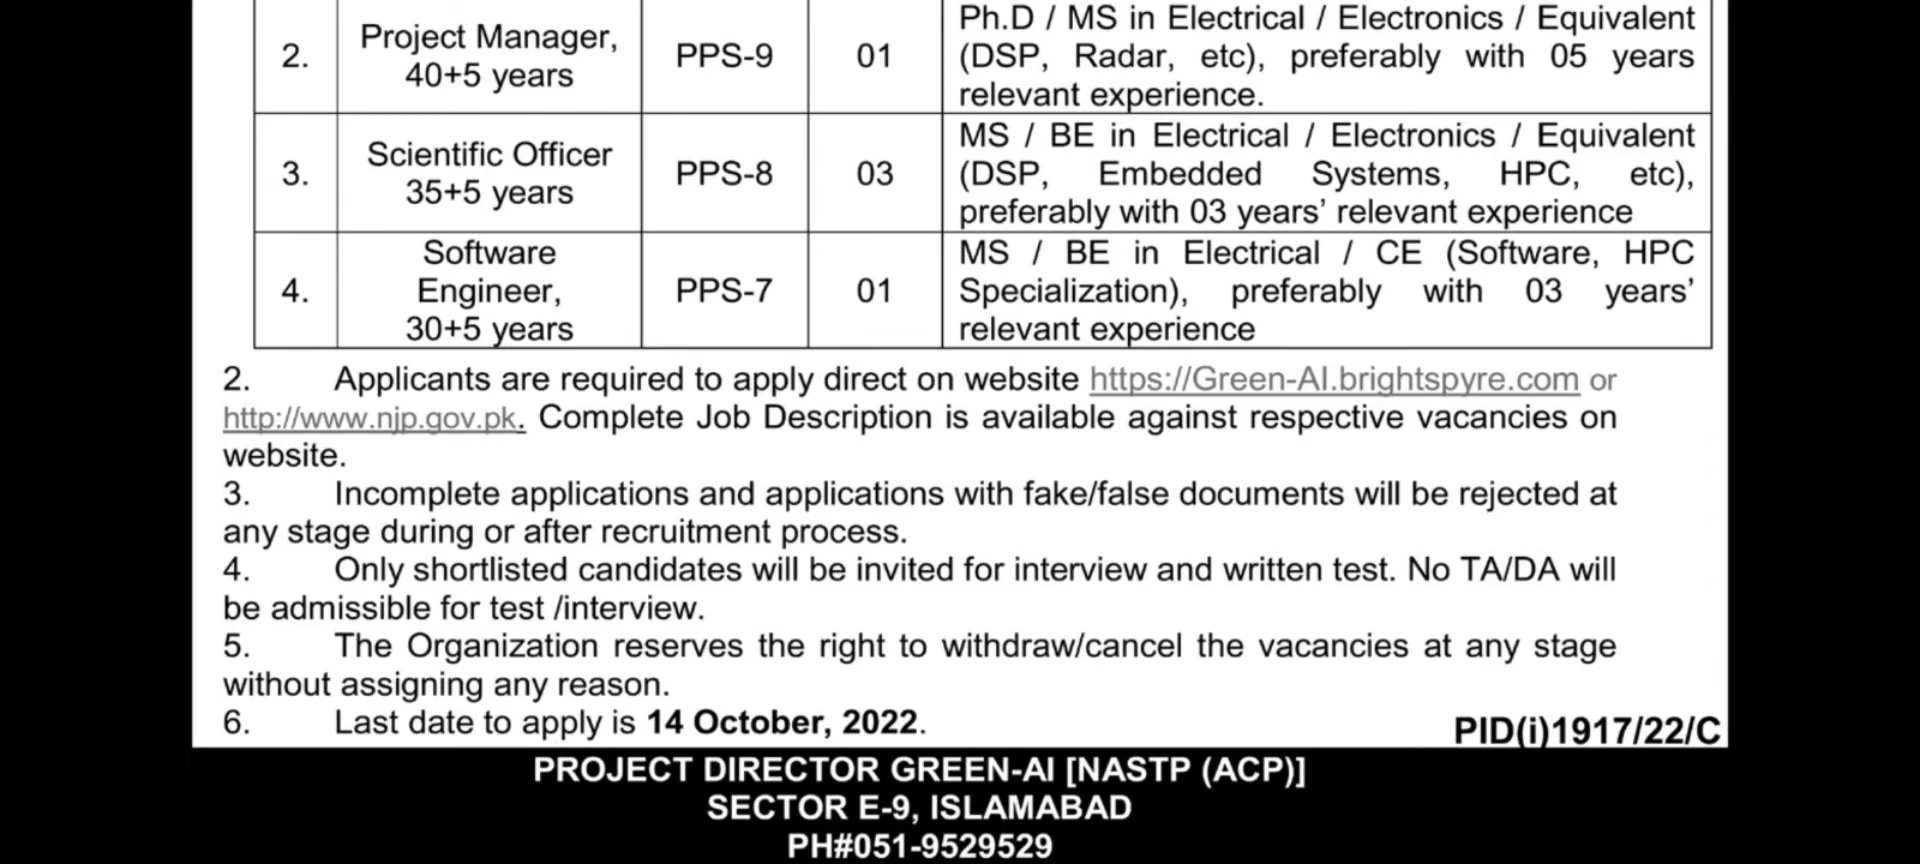 2. Project Manager, 40+5 years PPS-9 01 Ph.D / MS in Electrical / Electronics / Equivalent
(DSP, Radar, etc), preferably with 05 years
relevant experience.
3. Scientific Officer 35+5 years PPS-8 03 MS / BE in Electrical / Electronics / Equivalent
(DSP, Embedded Systems, HPC, etc),
preferably with 03 years’ relevant experience
4. Software Engineer, 30+5 years PPS-7 01 MS / BE in Electrical / CE (Software, HPC
Specialization), preferably with 03 years’
relevant experience
2. Applicants are required to apply direct on website https://Green-AI.brightspyre.com or
http://www.njp.gov.pk. Complete Job Description is available against respective vacancies on
website.
3. Incomplete applications and applications with fake/false documents will be rejected at
any stage during or after recruitment process.
4. Only shortlisted candidates will be invited for interview and written test. No TA/DA will
be admissible for test /interview.
5. The Organization reserves the right to withdraw/cancel the vacancies at any stage
without assigning any reason.
6. Last date to apply is 14 October, 2022.
PID(i)1917/22/C
PROJECT DIRECTOR GREEN-AI [NASTP (ACP)]
SECTOR E-9, ISLAMABAD
PH#051-9529529